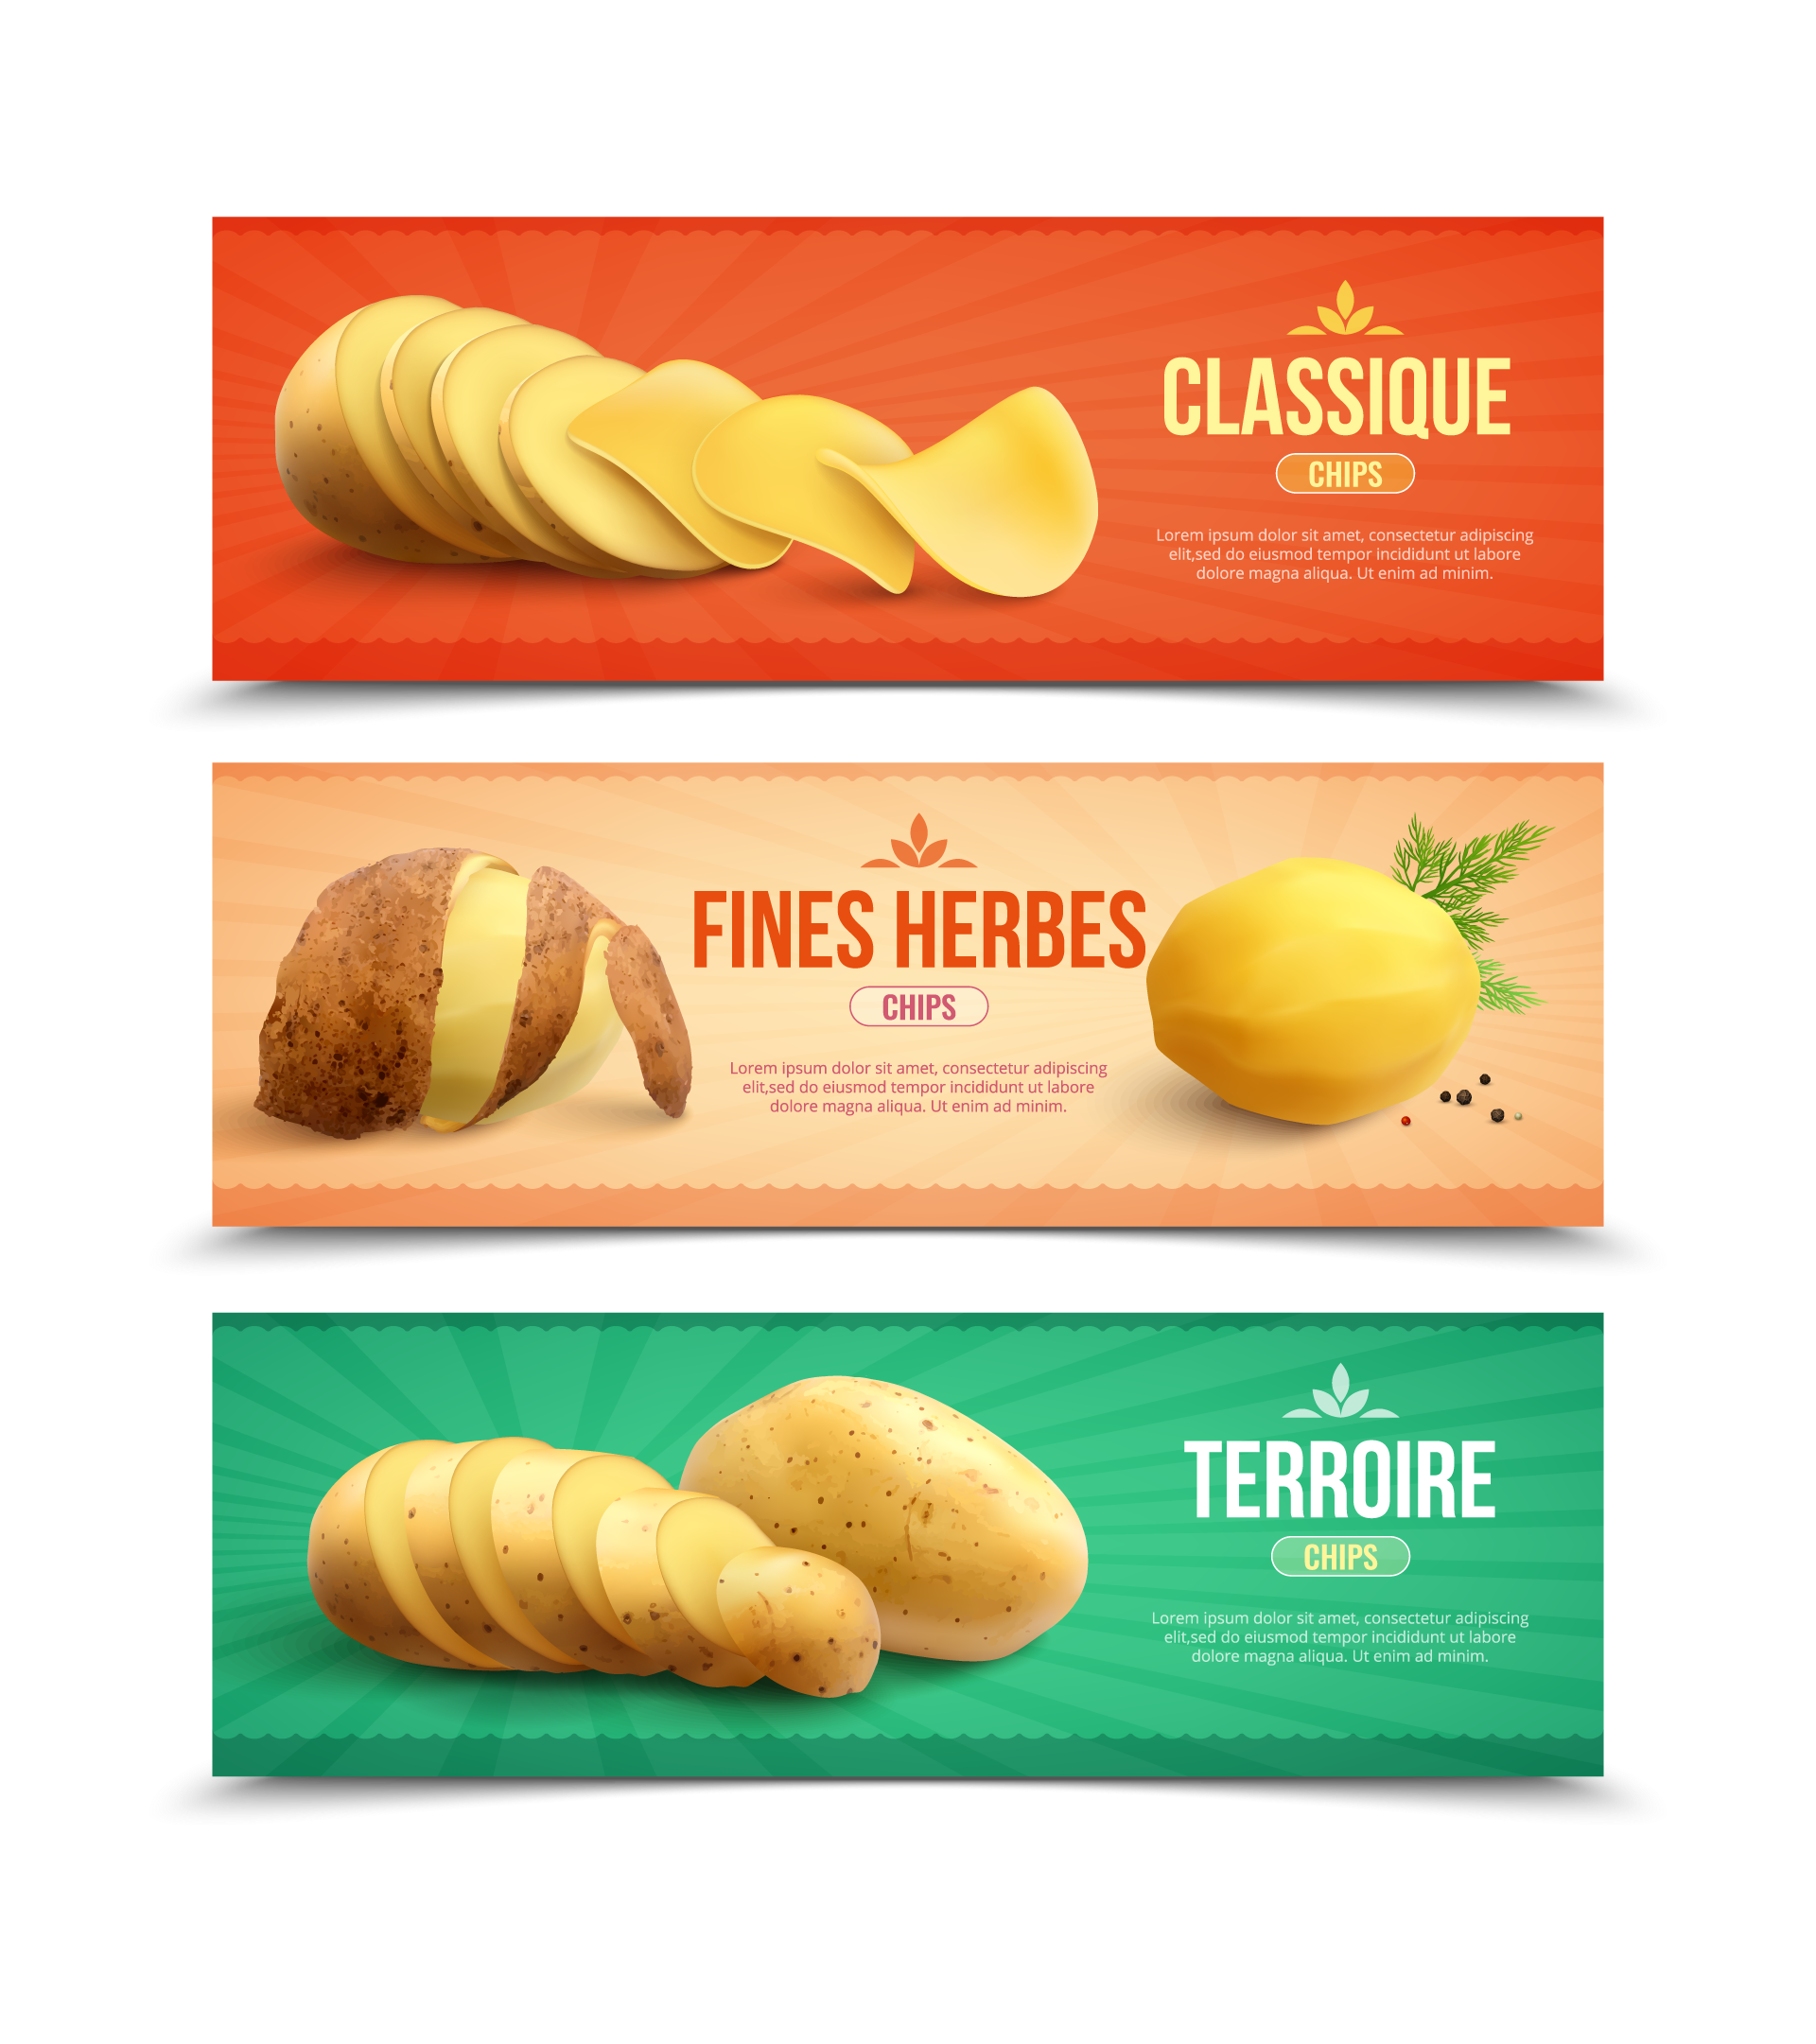 CLASSIQUE
CHIPS
Lorem ipsum dolor sit amet, consectetur adipiscing
elit,sed do eiusmod tempor incididunt ut labore
dolore magna aliqua. Ut enim ad minim.
FINES HERBES
CHIPS
Lorem ipsum dolor sit amet, consectetur adipiscing
elit,sed do eiusmod tempor incididunt ut labore
dolore magna aliqua. Ut enim ad minim.
TERROIRE
CHIPS
Lorem ipsum dolor sit amet, consectetur adipiscing
elit,sed do eiusmod tempor incididunt ut labore
dolore magna aliqua. Ut enim ad minim.